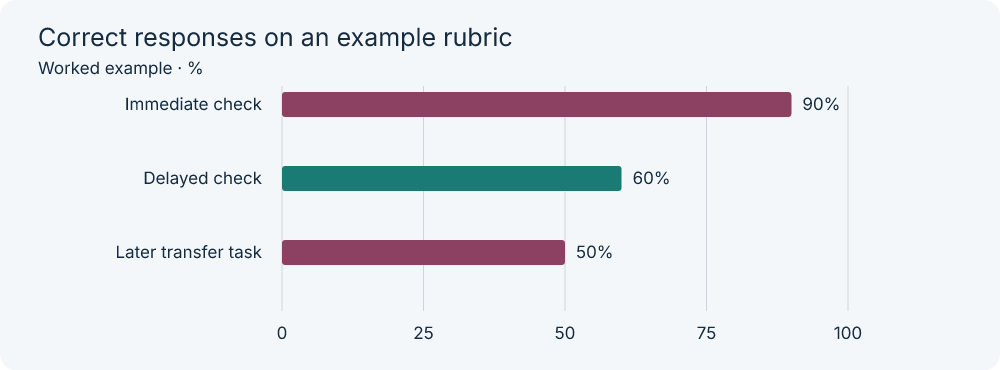 Correct responses on an example rubric
Worked example · %
Immediate check 90%
Delayed check 60%
Later transfer task 50%
0 25 50 75 100